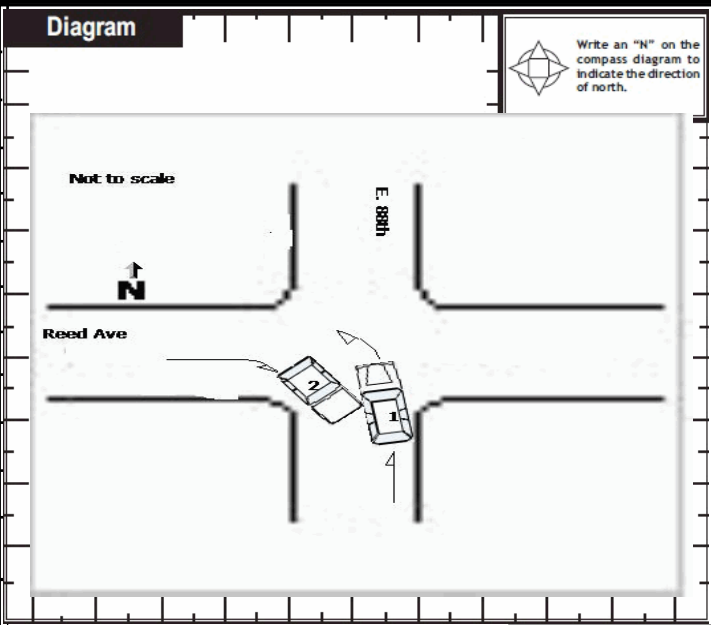 Diagram
Write an “N” on the
compass diagram to
indicate the direction
of north.
Not to scale
E. 88th
N
Reed Ave
2
1